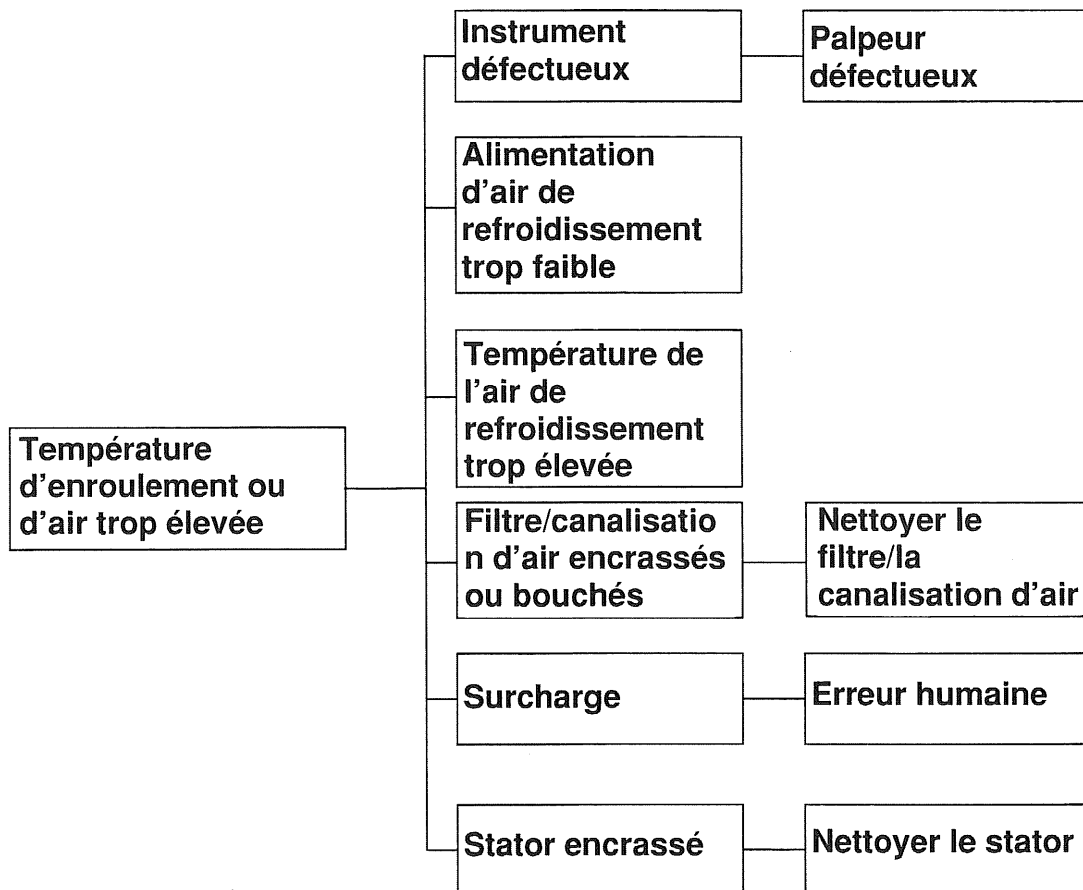 Instrument
défectueux
Palpeur
défectueux
Alimentation
d'air de
refroidissement
trop faible
Température de
l'air de
refroidissement
trop élevée
Température
d'enroulement ou
d'air trop élevée
Filtre/canalisatio
n d'air encrassés
ou bouchés
Nettoyer le
filtre/la
canalisation d'air
Surcharge
Erreur humaine
Stator encrassé
Nettoyer le stator